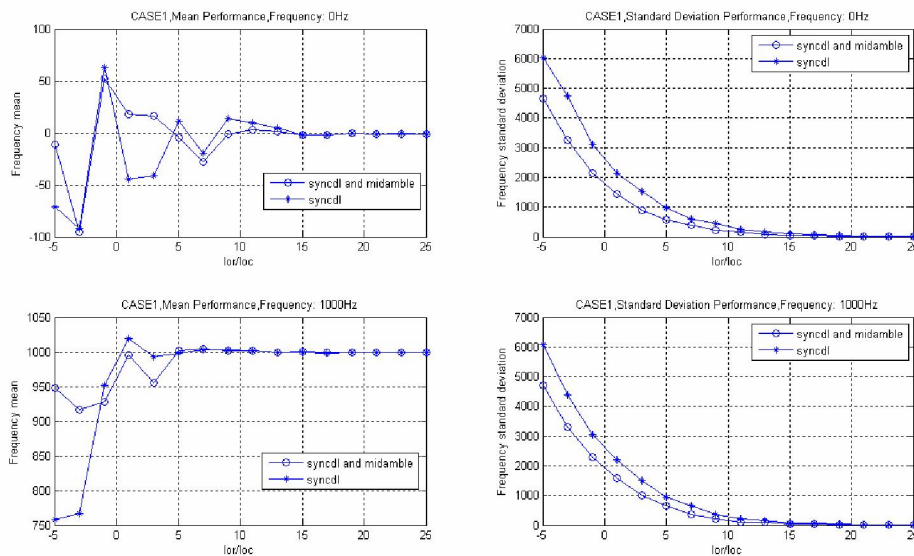 CASE1,Mean Performance,Frequency: 0Hz
100
50
0
-50
-100
Frequency mean
syncdl and midamble
syncdl
-5 0 5 10 15 20 25
Ior/Ioc
CASE1,Standard Deviation Performance,Frequency: 0Hz
7000
6000
5000
4000
3000
2000
1000
0
Frequency standard deviation
syncdl and midamble
syncdl
-5 0 5 10 15 20 25
Ior/Ioc
CASE1,Mean Performance,Frequency: 1000Hz
1050
1000
950
900
850
800
750
Frequency mean
syncdl and midamble
syncdl
-5 0 5 10 15 20 25
Ior/Ioc
CASE1,Standard Deviation Performance,Frequency: 1000Hz
7000
6000
5000
4000
3000
2000
1000
0
Frequency standard deviation
syncdl and midamble
syncdl
-5 0 5 10 15 20 25
Ior/Ioc